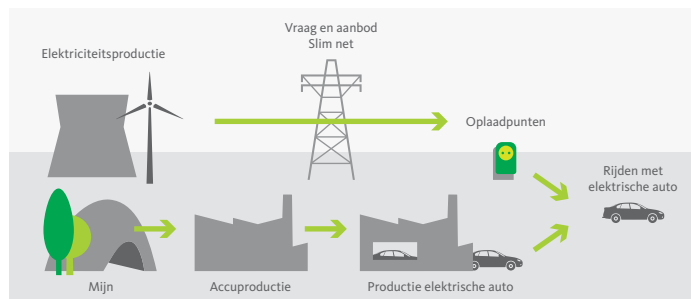 Elektriciteitsproductie
Vraag en aanbod
Slim net
Oplaadpunten
Rijden met
elektrische auto
Mijn
Accuproductie
Productie elektrische auto